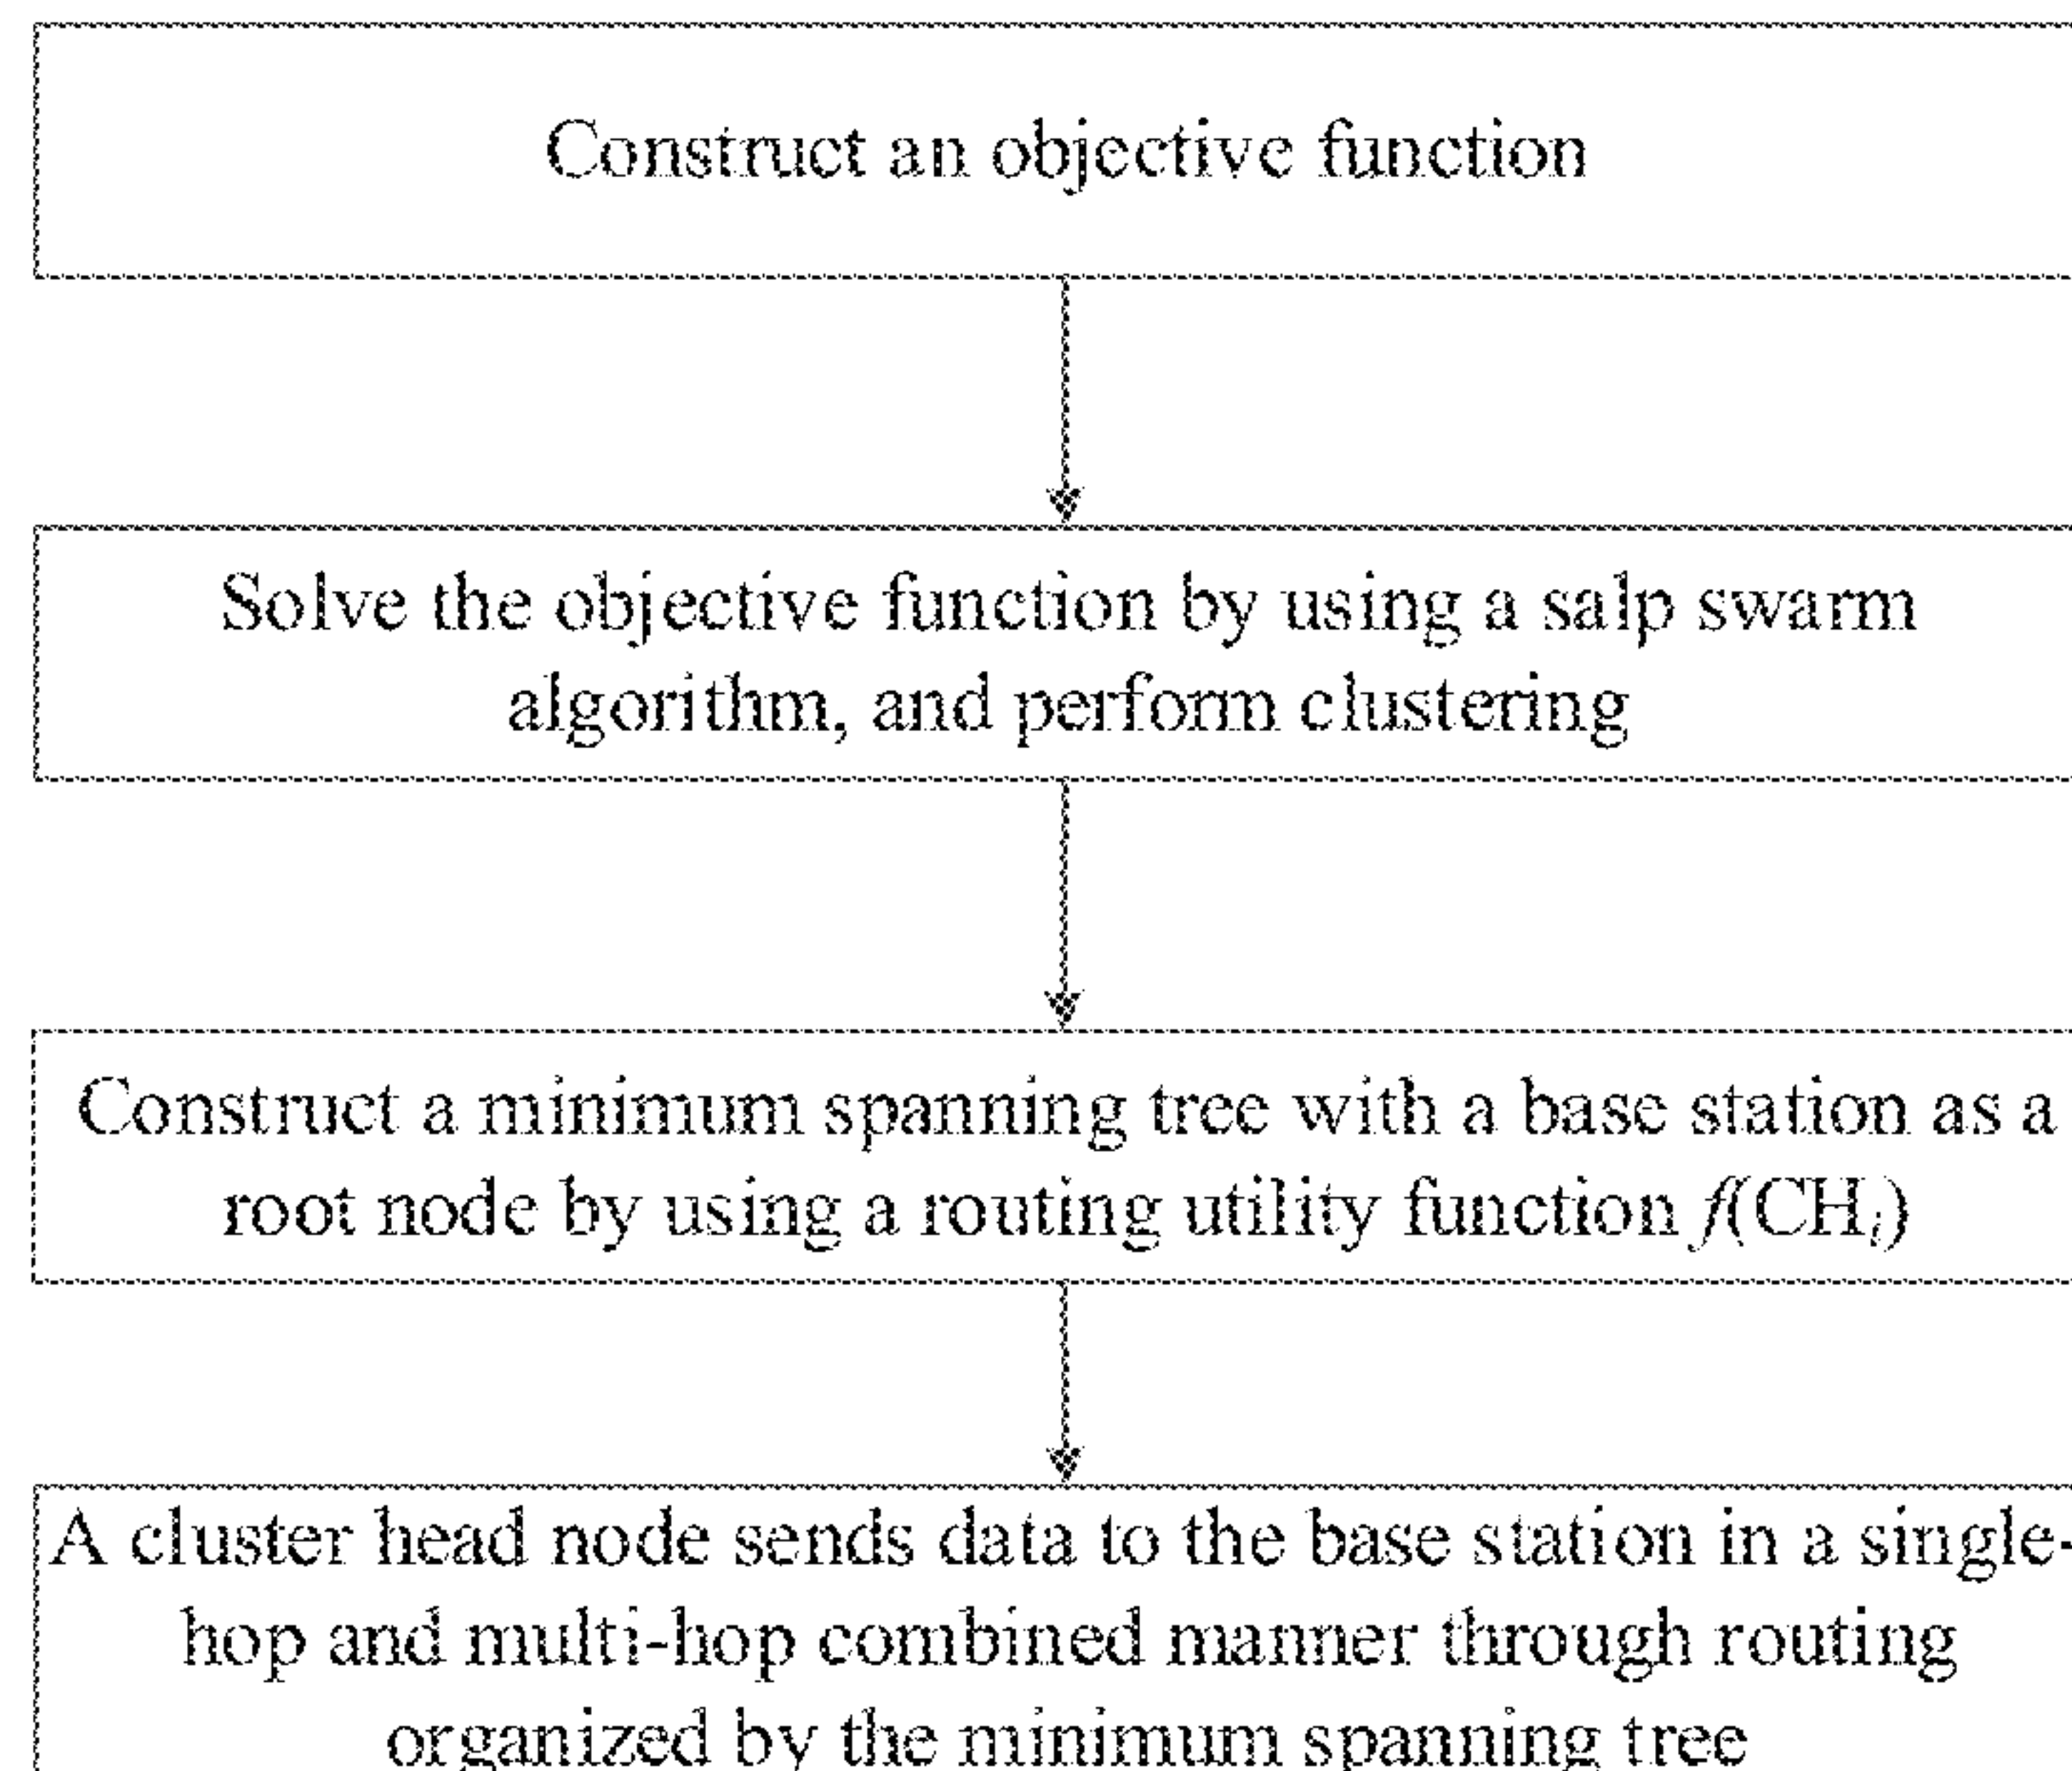 Construct an objective function
Solve the objective function by using a salp swarm
algorithm, and perform clustering
Construct a minimum spanning tree with a base station as a
root node by using a routing utility function f(CHᵢ)
A cluster head node sends data to the base station in a single-
hop and multi-hop combined manner through routing
organized by the minimum spanning tree